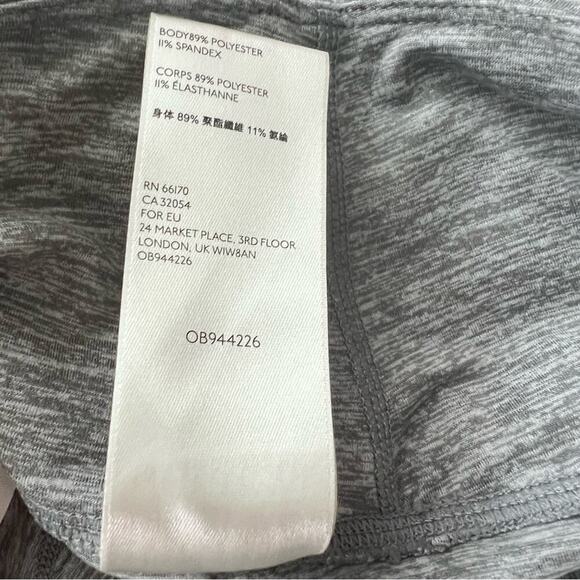 BODY89% POLYESTER
11% SPANDEX
CORPS 89% POLYESTER
11% ÉLASTHANNE
身体 89% 聚酯纖維 11% 氨綸
RN 66170
CA 32054
FOR EU
24 MARKET PLACE, 3RD FLOOR
LONDON, UK WIW8AN
OB944226
OB944226